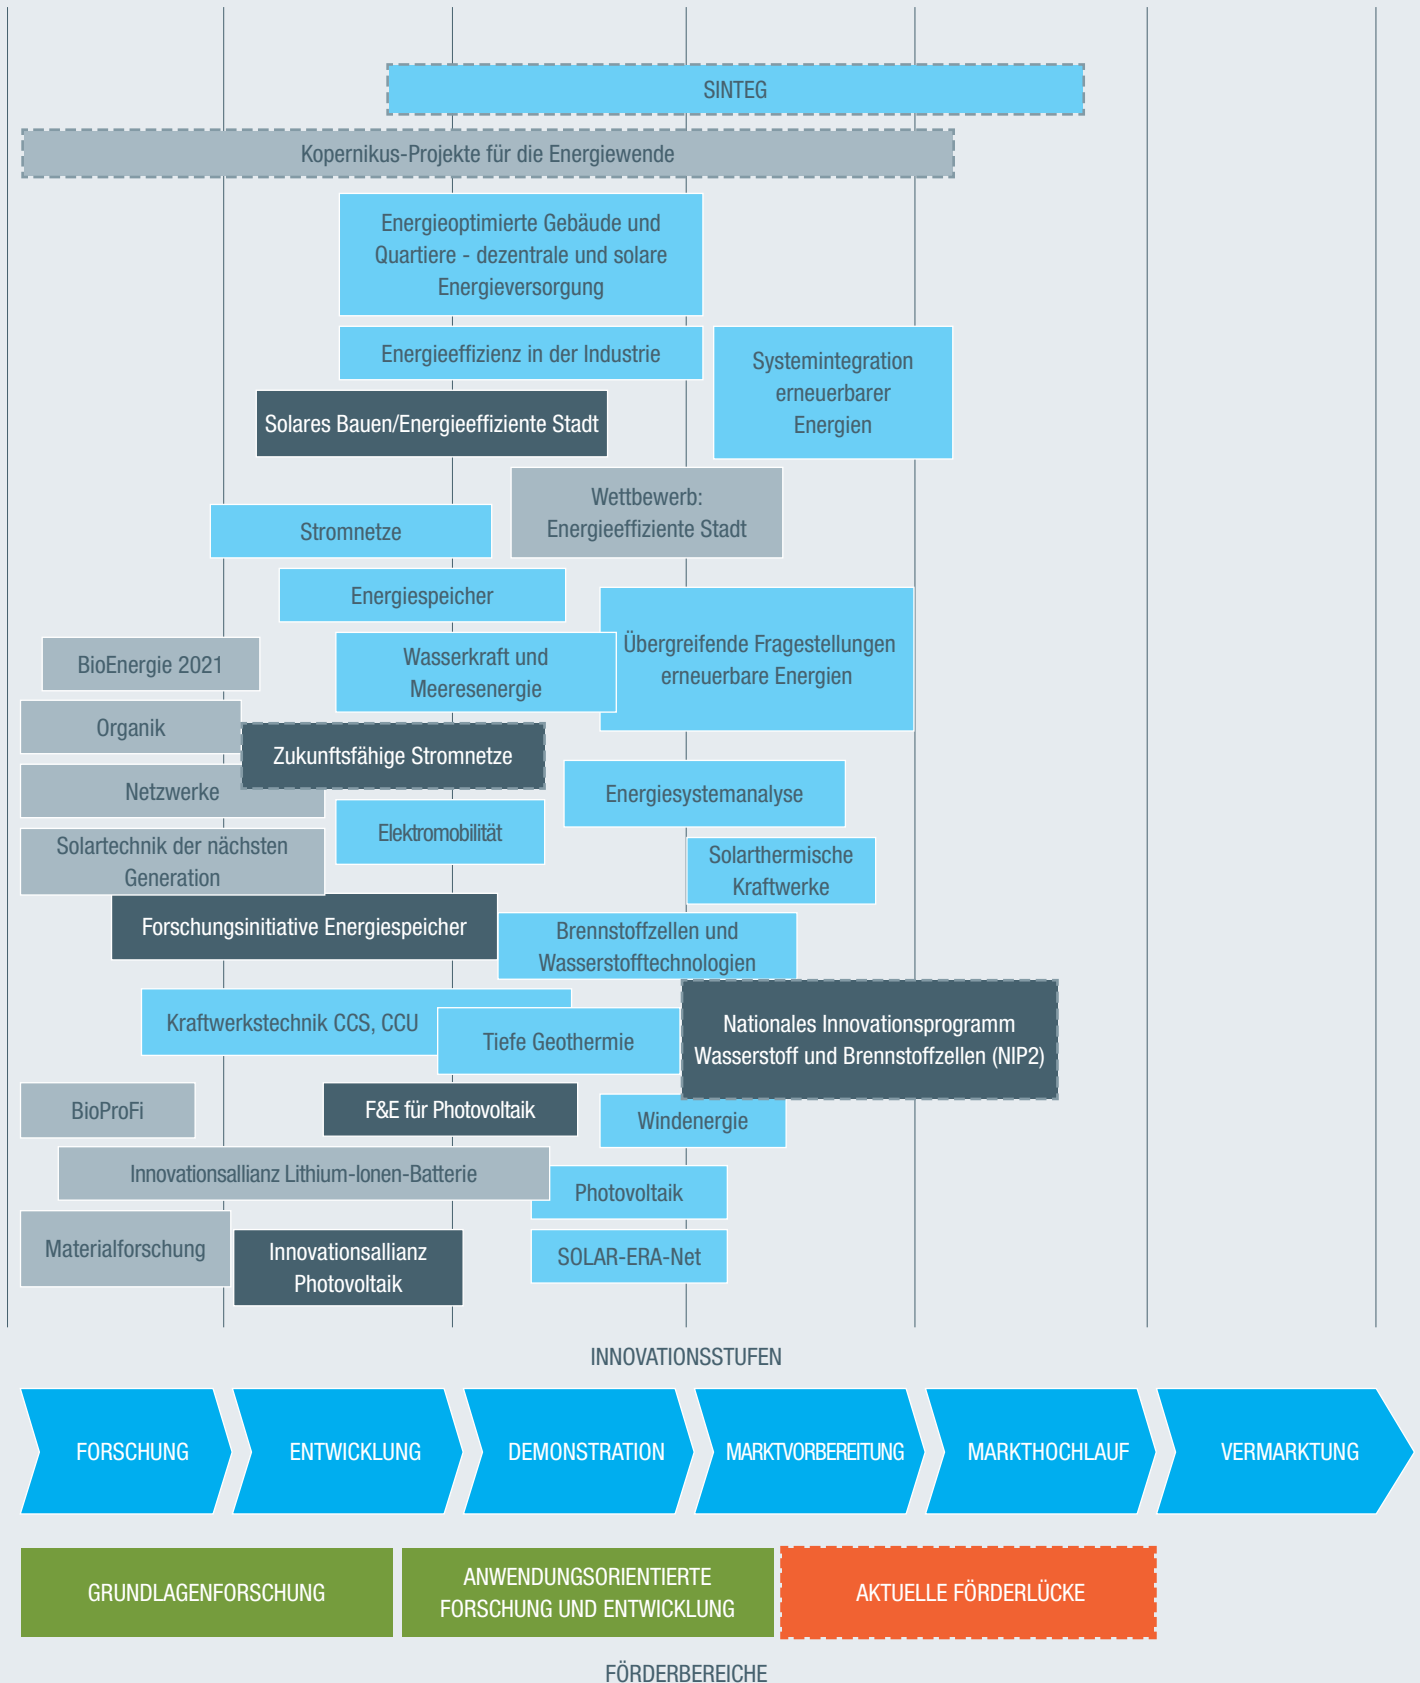 SINTEG
Kopernikus-Projekte für die Energiewende
Energieoptimierte Gebäude und
Quartiere - dezentrale und solare
Energieversorgung
Energieeffizienz in der Industrie
Systemintegration
erneuerbarer
Energien
Solares Bauen/Energieeffiziente Stadt
Wettbewerb:
Energieeffiziente Stadt
Stromnetze
Energiespeicher
Übergreifende Fragestellungen
erneuerbare Energien
BioEnergie 2021
Wasserkraft und
Meeresenergie
Organik
Zukunftsfähige Stromnetze
Netzwerke
Energiesystemanalyse
Elektromobilität
Solartechnik der nächsten
Generation
Solarthermische
Kraftwerke
Forschungsinitiative Energiespeicher
Brennstoffzellen und
Wasserstofftechnologien
Kraftwerkstechnik CCS, CCU
Tiefe Geothermie
Nationales Innovationsprogramm
Wasserstoff und Brennstoffzellen (NIP2)
BioProFi
F&E für Photovoltaik
Windenergie
Innovationsallianz Lithium-Ionen-Batterie
Photovoltaik
Materialforschung
Innovationsallianz
Photovoltaik
SOLAR-ERA-Net
INNOVATIONSSTUFEN
FORSCHUNG
ENTWICKLUNG
DEMONSTRATION
MARKTVORBEREITUNG
MARKTHOCHLAUF
VERMARKTUNG
GRUNDLAGENFORSCHUNG
ANWENDUNGSORIENTIERTE
FORSCHUNG UND ENTWICKLUNG
AKTUELLE FÖRDERLÜCKE
FÖRDERBEREICHE